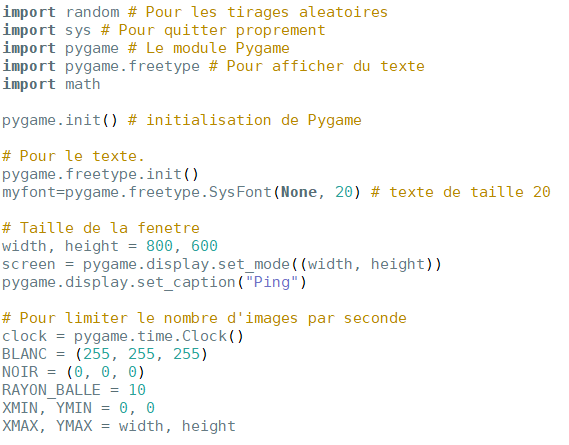 import random # Pour les tirages aleatoires
import sys # Pour quitter proprement
import pygame # Le module Pygame
import pygame.freetype # Pour afficher du texte
import math
pygame.init() # initialisation de Pygame
# Pour le texte.
pygame.freetype.init()
myfont=pygame.freetype.SysFont(None, 20) # texte de taille 20
# Taille de la fenetre
width, height = 800, 600
screen = pygame.display.set_mode((width, height))
pygame.display.set_caption("Ping")
# Pour limiter le nombre d'images par seconde
clock = pygame.time.Clock()
BLANC = (255, 255, 255)
NOIR = (0, 0, 0)
RAYON_BALLE = 10
XMIN, YMIN = 0, 0
XMAX, YMAX = width, height